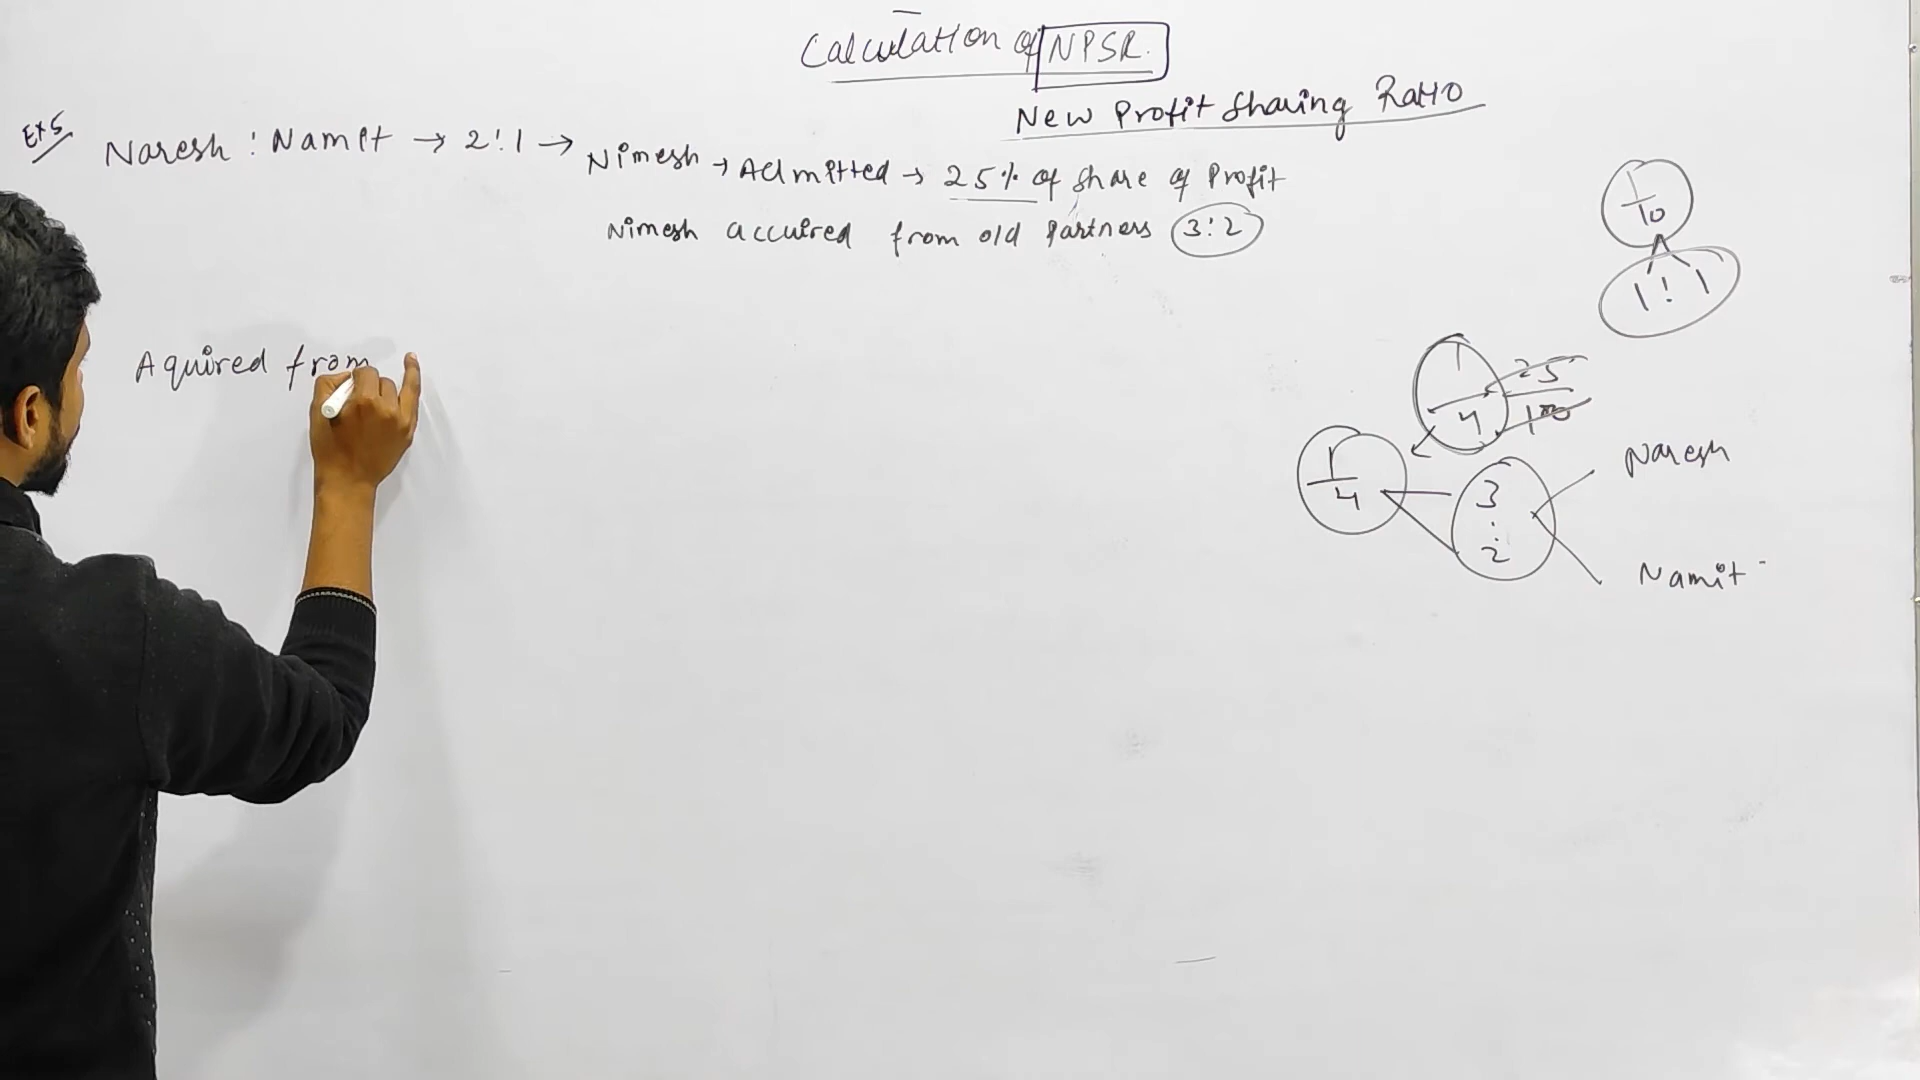 Calculation of NPSR.
New Profit Sharing Ratio
Ex 5
Naresh : Namit → 2:1 → Nimesh → Admitted → 25% of share of Profit
Nimesh accuired from old partners 3:2
1/10
1:1
Aquired from
1/4 25/100
1/4
3:2
Naresh
Namit